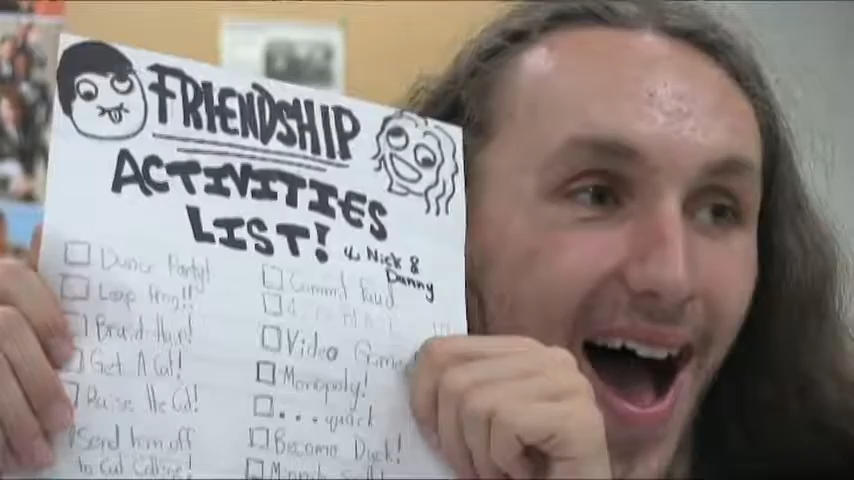 FRIENDSHIP
ACTIVITIES
LIST!
w Nick &
Danny
Dance Party!
Leap Frog!!
Braid Hair!
Get A Cat!
Raise the Cat!
Send him off
to Cat College!
Commit Fraud
Video Games
Monopoly!
... quack
Become Duck!